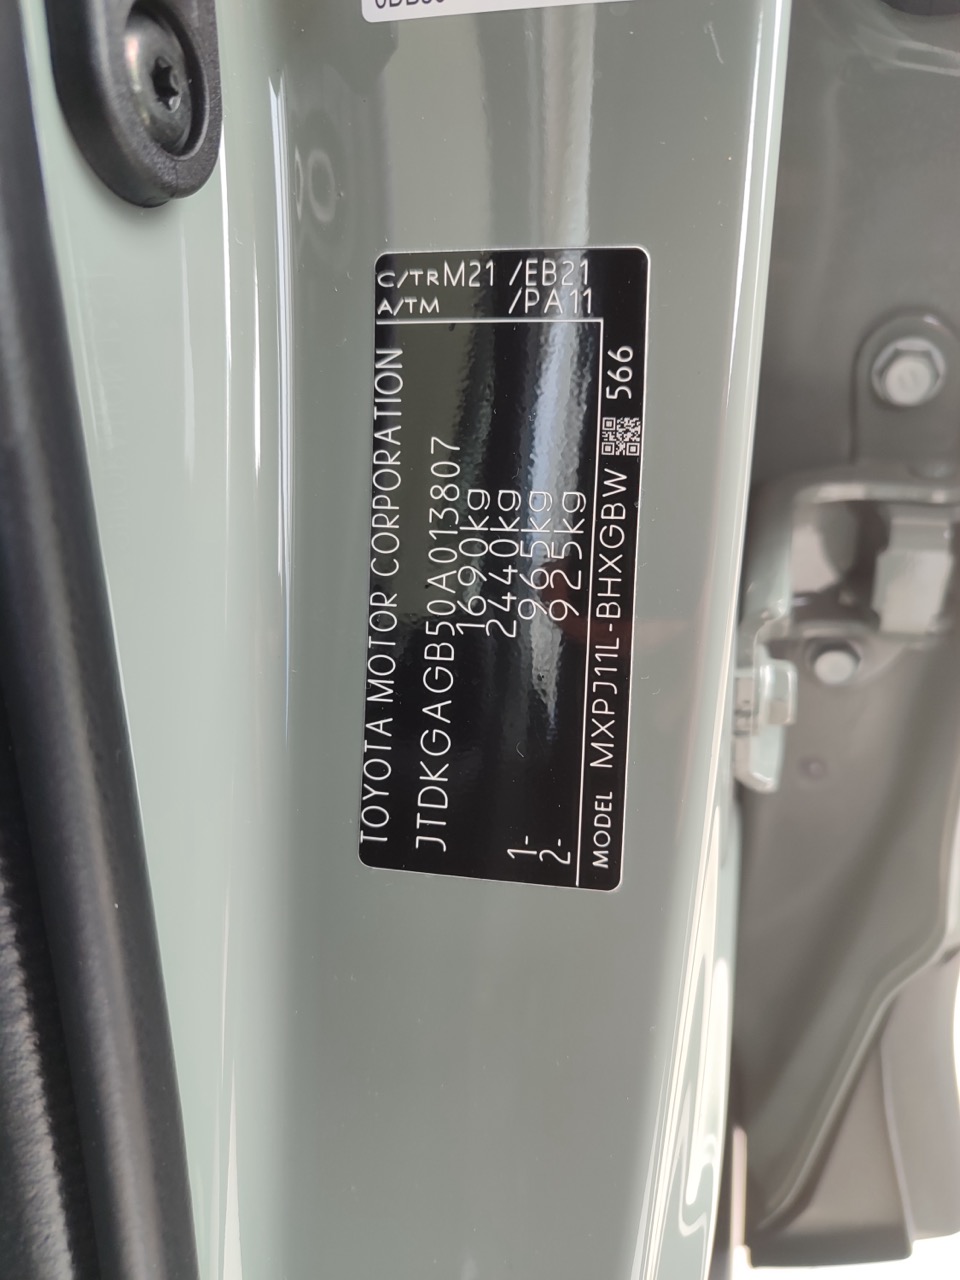 TOYOTA MOTOR CORPORATION
JTDKGAGB50A013807
1690kg
2440kg
1- 965kg
2- 925kg
MODEL MXPJ11L-BHXGBW 566
C/TR M21 /EB21
A/TM /PA11